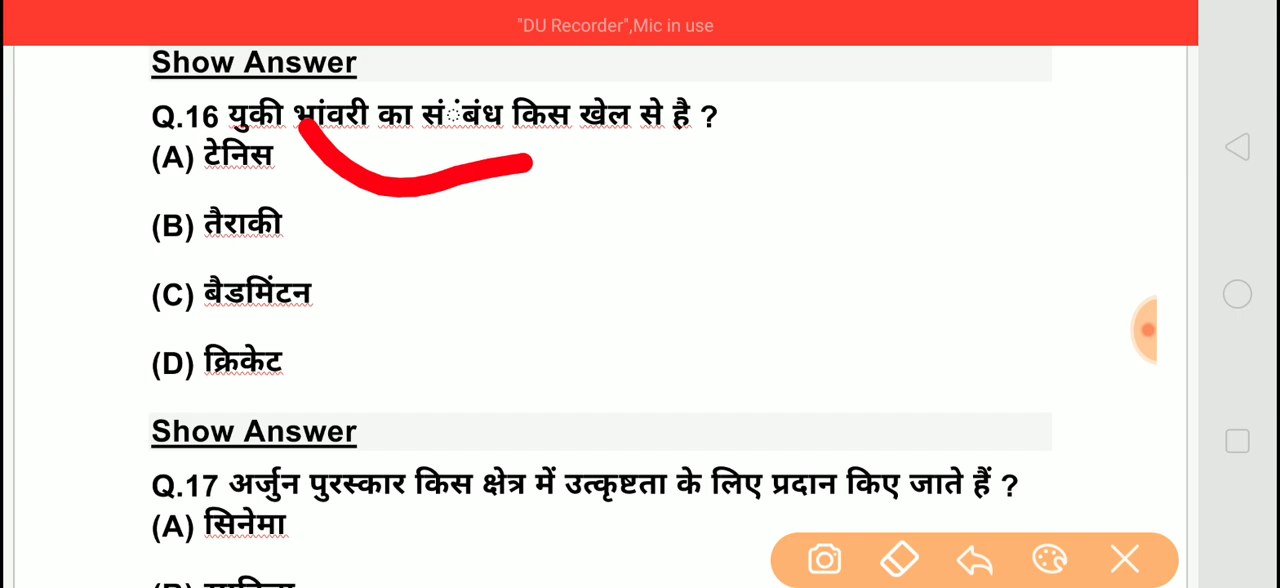 "DU Recorder",Mic in use
Show Answer
Q.16 युकी भांवरी का संंबंध किस खेल से है ?
(A) टेनिस
(B) तैराकी
(C) बैडमिंटन
(D) क्रिकेट
Show Answer
Q.17 अर्जुन पुरस्कार किस क्षेत्र में उत्कृष्टता के लिए प्रदान किए जाते हैं ?
(A) सिनेमा